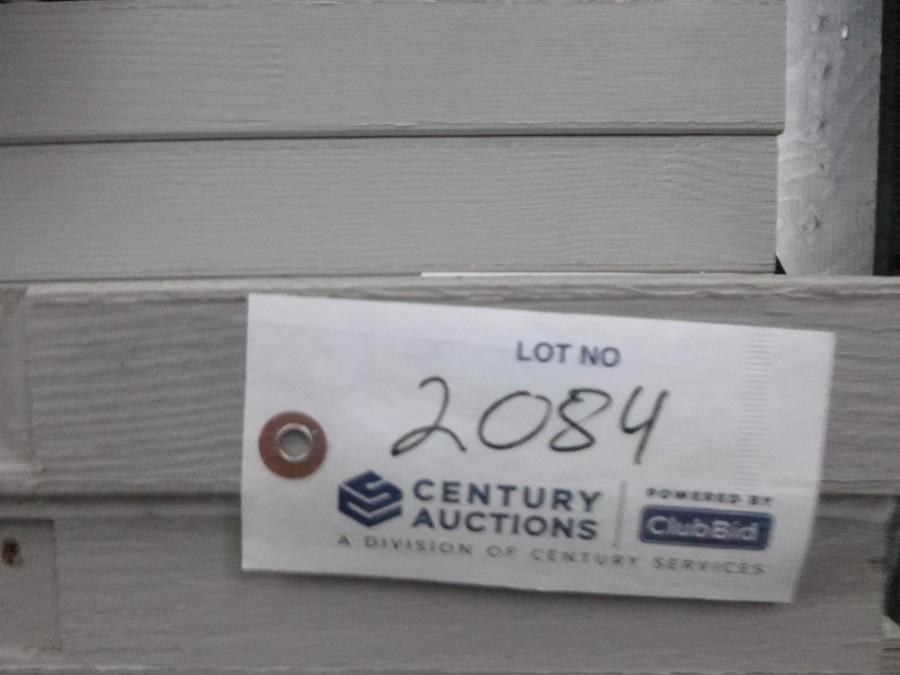 LOT NO
2084
CENTURY
AUCTIONS
A DIVISION OF CENTURY SERVICES
POWERED BY
ClubBid